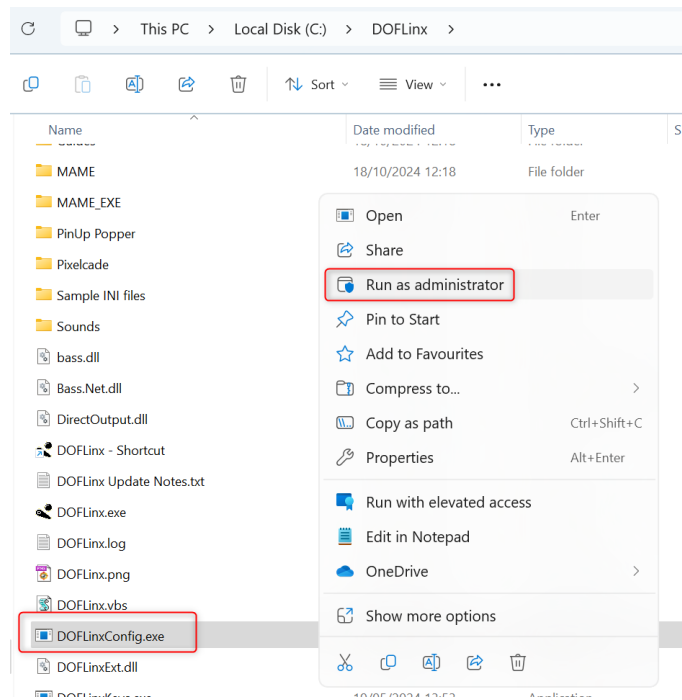 This PC > Local Disk (C:) > DOFLinx >
Sort View ...
Name Date modified Type S
MAME 18/10/2024 12:18 File folder
MAME_EXE
PinUp Popper
Pixelcade
Sample INI files
Sounds
bass.dll
Bass.Net.dll
DirectOutput.dll
DOFLinx - Shortcut
DOFLinx Update Notes.txt
DOFLinx.exe
DOFLinx.log
DOFLinx.png
DOFLinx.vbs
DOFLinxConfig.exe
DOFLinxExt.dll
Open Enter
Share
Run as administrator
Pin to Start
Add to Favourites
Compress to...
Copy as path Ctrl+Shift+C
Properties Alt+Enter
Run with elevated access
Edit in Notepad
OneDrive
Show more options